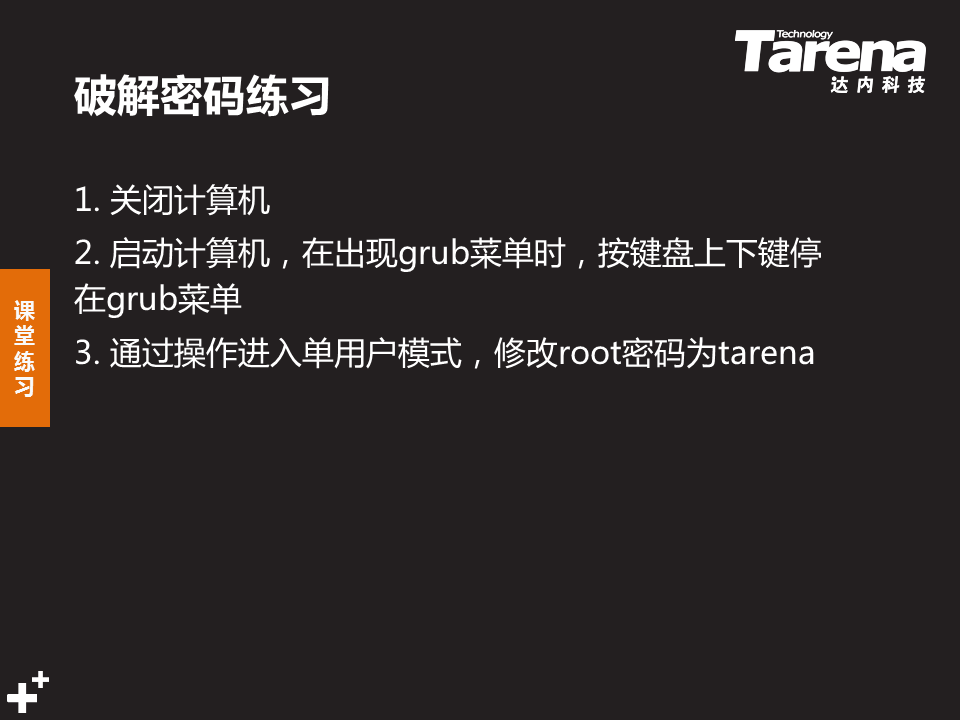 Technology
Tarena
达内科技
破解密码练习
1. 关闭计算机
2. 启动计算机，在出现grub菜单时，按键盘上下键停
在grub菜单
3. 通过操作进入单用户模式，修改root密码为tarena
课
堂
练
习